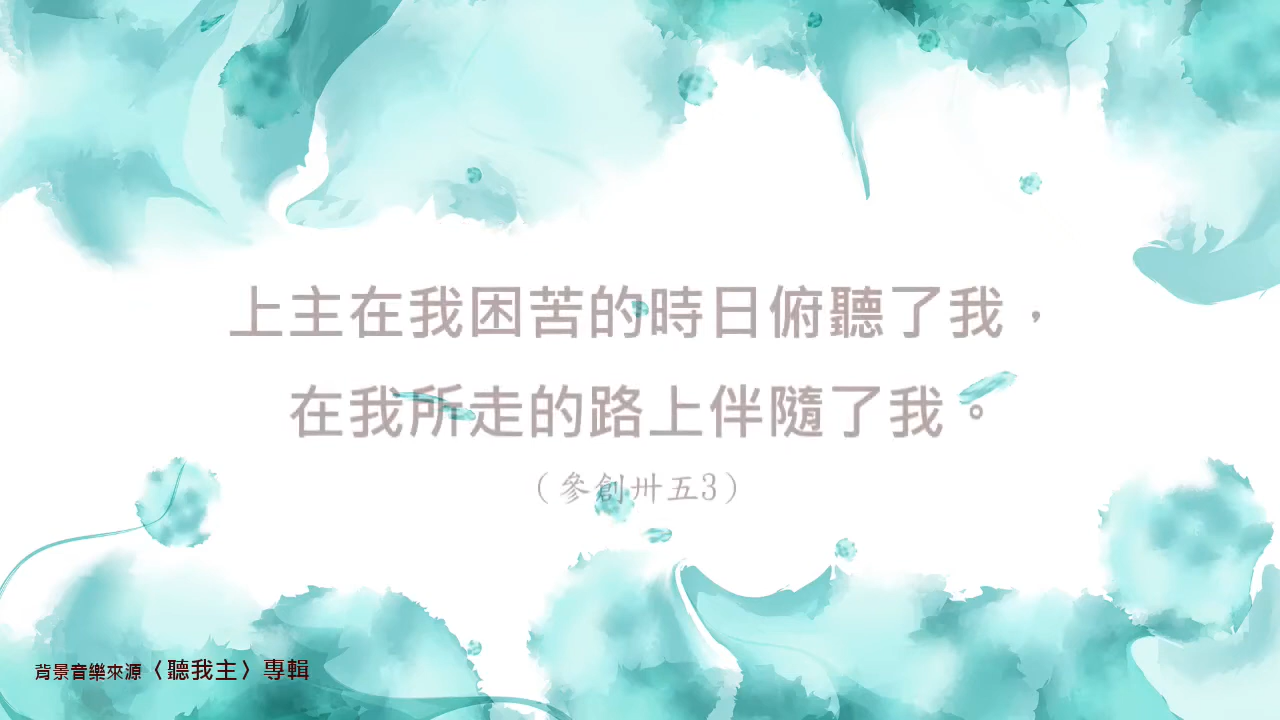 上主在我困苦的時日俯聽了我，
在我所走的路上伴隨了我。
（參創卅五3）
背景音樂來源〈聽我主〉專輯